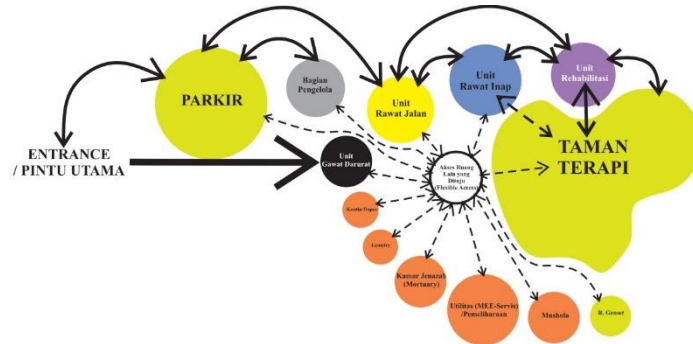 PARKIR
Bagian
Pengelola
Unit
Rawat Jalan
Unit
Rawat Inap
Unit
Rehabilitasi
ENTRANCE
/ PINTU UTAMA
Unit
Gawat Darurat
Akses Ruang
Lain yang
Dituju
(Flexible Access)
TAMAN
TERAPI
Laundry
Kamar Jenazah
(Mortuary)
Utilitas (MEE-Servis)
/Pemeliharaan
Mushola
R. Genset